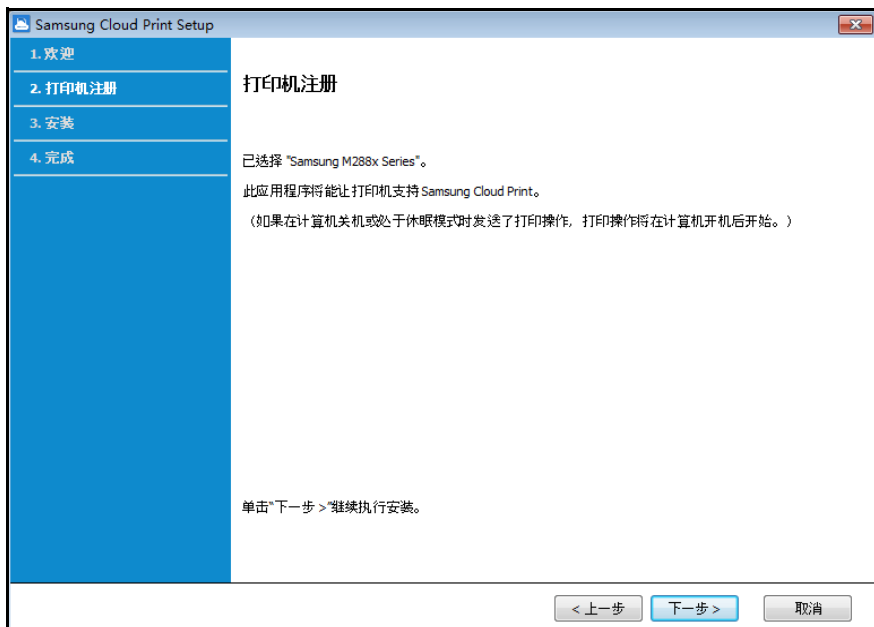 Samsung Cloud Print Setup
1. 欢迎
2. 打印机注册
3. 安装
4. 完成
打印机注册
已选择 "Samsung M288x Series"。
此应用程序将能让打印机支持 Samsung Cloud Print。
（如果在计算机关机或处于休眠模式时发送了打印操作，打印操作将在计算机开机后开始。）
单击“下一步 >”继续执行安装。
< 上一步
下一步 >
取消